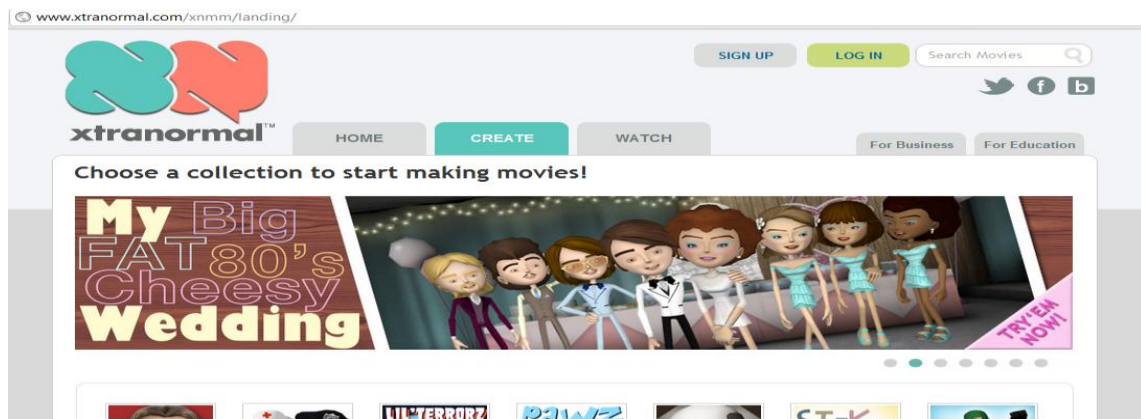 www.xtranormal.com/xnmm/landing/
SIGN UP
LOG IN
Search Movies
xtranormal™
HOME
CREATE
WATCH
For Business
For Education
Choose a collection to start making movies!
My Big
FAT 80's
Cheesy
Wedding
TRY'EM
NOW!
LIL'TERRORZ